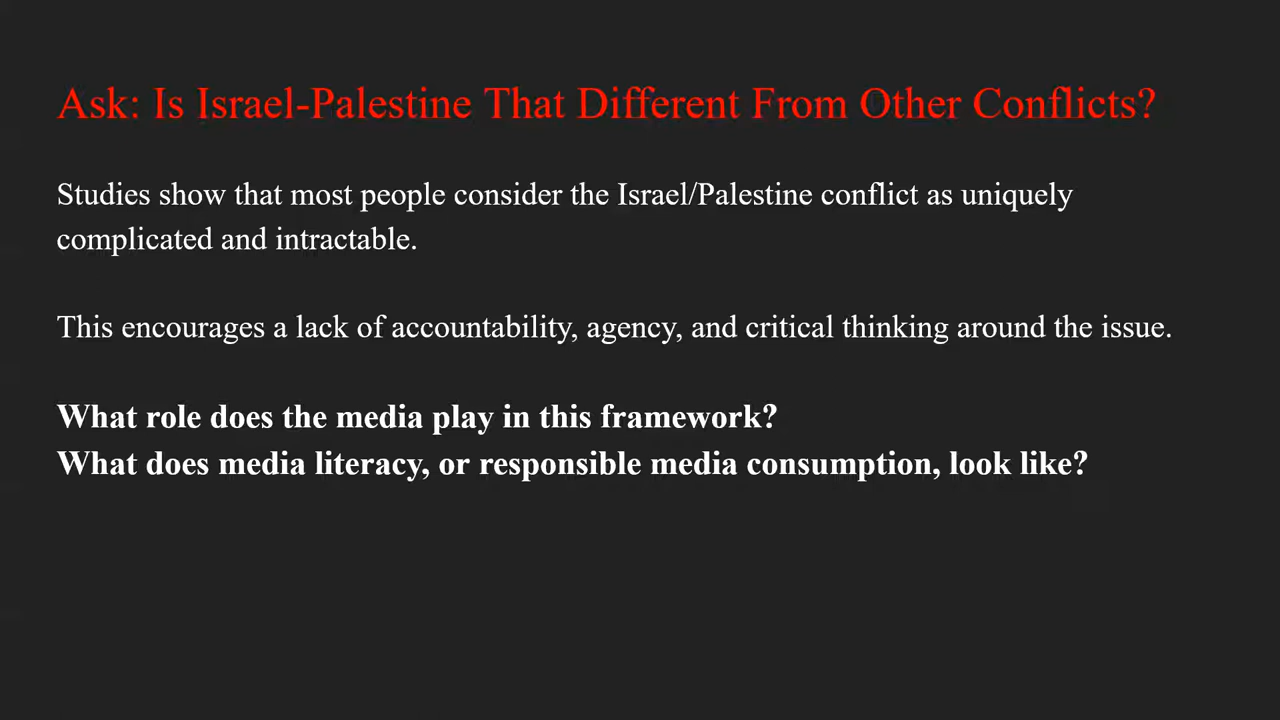 Ask: Is Israel-Palestine That Different From Other Conflicts?
Studies show that most people consider the Israel/Palestine conflict as uniquely
complicated and intractable.
This encourages a lack of accountability, agency, and critical thinking around the issue.
What role does the media play in this framework?
What does media literacy, or responsible media consumption, look like?